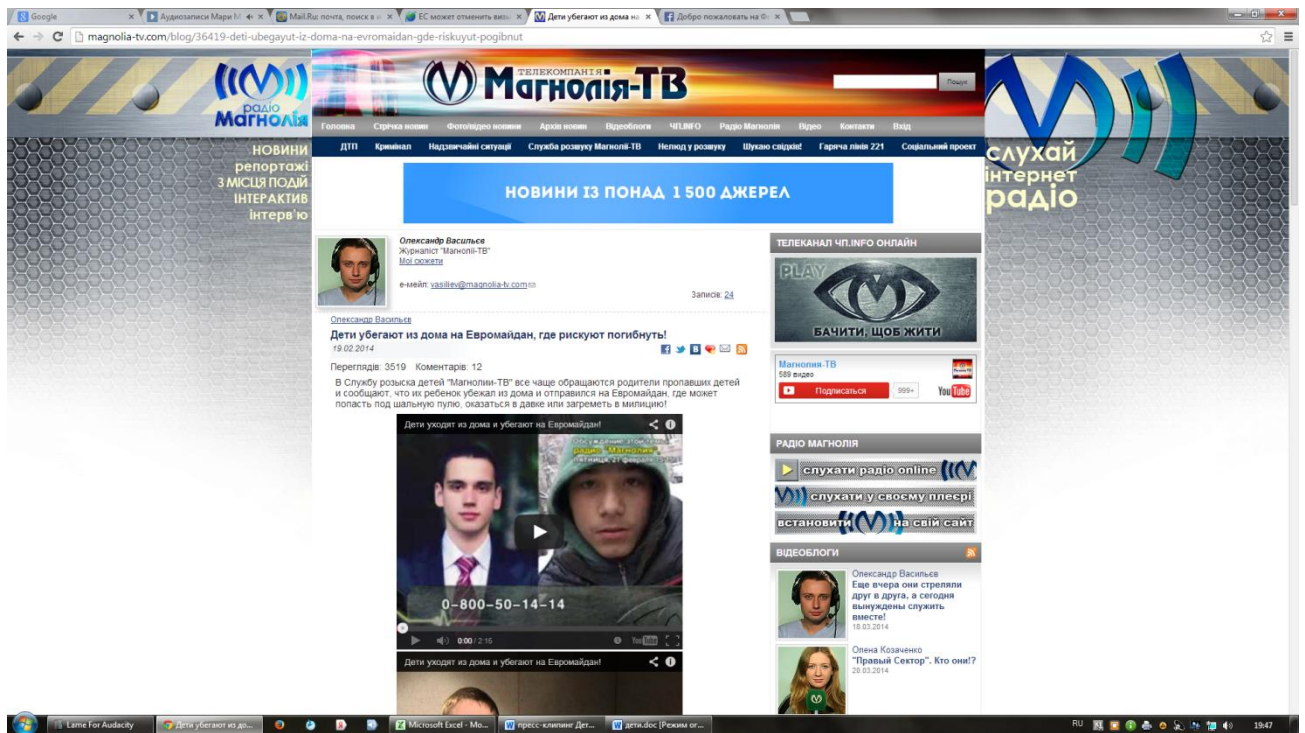 Google
Аудиозаписи Мари М
Mail.Ru: почта, поиск в и
ЕС может отменить визы
Дети убегают из дома на
Добро пожаловать на Ф
magnolia-tv.com/blog/36419-deti-ubegayut-iz-doma-na-evromaidan-gde-riskuyut-pogibnut
радіо
Магнолія
НОВИНИ
репортажі
З МІСЦЯ ПОДІЙ
ІНТЕРАКТИВ
інтерв'ю
ТЕЛЕКОМПАНІЯ
Магнолія-ТВ
Пошук
Головна Стрічка новин Фото/відео новини Архів новин Відеоблоги ЧП.INFO Радіо Магнолія Відео Контакти Вхід
ДТП Кримінал Надзвичайні ситуації Служба розшуку Магнолії-ТВ Нелюд у розшуку Шукаю свідків! Гаряча лінія 221 Соціальний проект
слухай
інтернет
радіо
НОВИНИ ІЗ ПОНАД 1 500 ДЖЕРЕЛ
Олександр Васильєв
Журналіст "Магнолії-ТВ"
Мої сюжети
е-мейл: vasiliev@magnolia-tv.com
Записів: 24
Олександр Васильєв
Дети убегают из дома на Евромайдан, где рискуют погибнуть!
19.02.2014
Переглядів: 3519 Коментарів: 12
В Службу розыска детей "Магнолии-ТВ" все чаще обращаются родители пропавших детей
и сообщают, что их ребенок убежал из дома и отправился на Евромайдан, где может
попасть под шальную пулю, оказаться в давке или загреметь в милицию!
Дети уходят из дома и убегают на Евромайдан!
Обсуждение этой темы
радио "Магнолия",
пятница, 21 февраля
0-800-50-14-14
0:00 / 2:16
YouTube
Дети уходят из дома и убегают на Евромайдан!
ТЕЛЕКАНАЛ ЧП.INFO ОНЛАЙН
PLAY
БАЧИТИ, ЩОБ ЖИТИ
Магнолия-ТВ
589 видео
Подписаться
999+
YouTube
РАДІО МАГНОЛІЯ
слухати радіо online
слухати у своєму плеєрі
встановити на свій сайт
ВІДЕОБЛОГИ
Олександр Васильєв
Еще вчера они стреляли
друг в друга, а сегодня
вынуждены служить
вместе!
18.03.2014
Олена Козаченко
"Правый Сектор". Кто они!?
28.03.2014
Lame For Audacity
Дети убегают из до...
Microsoft Excel - Мо...
пресс-клипинг Дет...
дети.doc [Режим ог...
RU
19:47